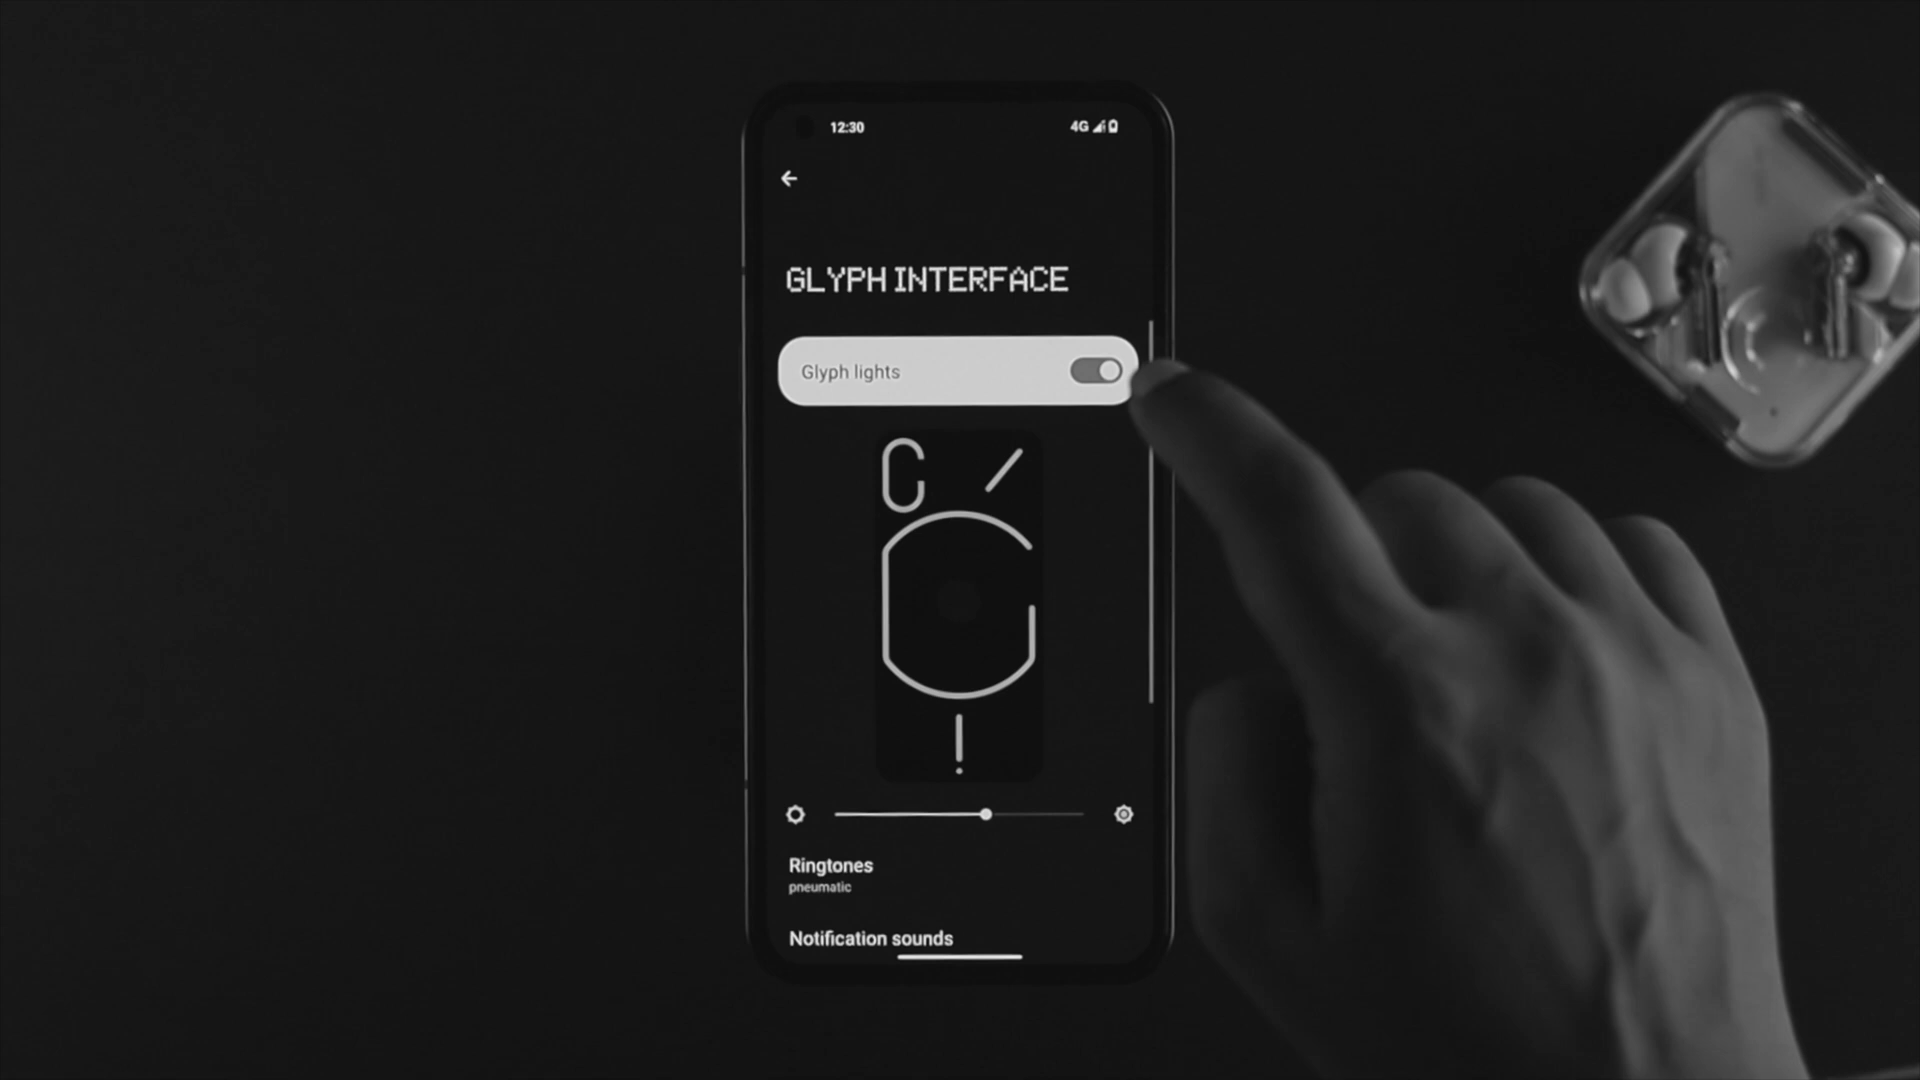 12:30 4G
GLYPH INTERFACE
Glyph lights
Ringtones
pneumatic
Notification sounds